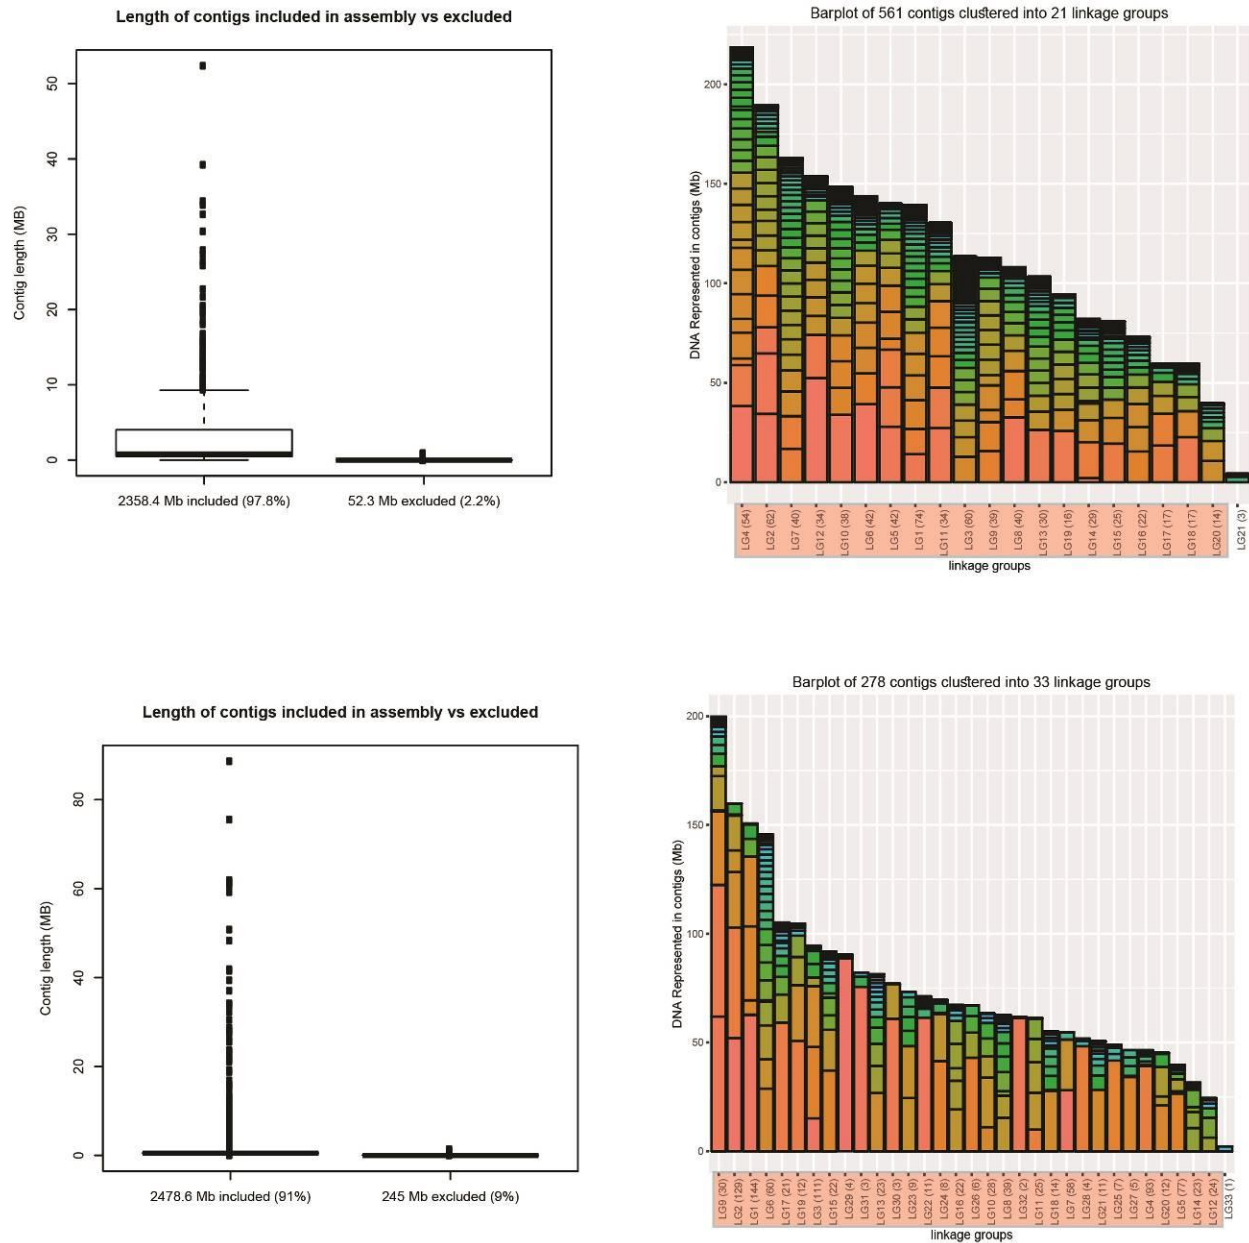 Length of contigs included in assembly vs excluded
Contig length (MB)
50
40
30
20
10
0
2358.4 Mb included (97.8%)
52.3 Mb excluded (2.2%)
Barplot of 561 contigs clustered into 21 linkage groups
DNA Represented in contigs (Mb)
200
150
100
50
0
LG4 (54)
LG2 (62)
LG7 (40)
LG12 (34)
LG10 (38)
LG6 (42)
LG5 (42)
LG1 (74)
LG11 (34)
LG3 (60)
LG9 (39)
LG8 (40)
LG13 (30)
LG19 (16)
LG14 (29)
LG15 (25)
LG16 (22)
LG17 (17)
LG18 (17)
LG20 (14)
LG21 (3)
linkage groups
Length of contigs included in assembly vs excluded
Contig length (MB)
80
60
40
20
0
2478.6 Mb included (91%)
245 Mb excluded (9%)
Barplot of 278 contigs clustered into 33 linkage groups
DNA Represented in contigs (Mb)
200
150
100
50
0
LG9 (30)
LG2 (129)
LG1 (144)
LG6 (60)
LG17 (21)
LG19 (12)
LG3 (111)
LG15 (22)
LG29 (4)
LG31 (3)
LG13 (23)
LG30 (3)
LG23 (9)
LG22 (11)
LG24 (8)
LG16 (22)
LG26 (6)
LG10 (28)
LG8 (39)
LG32 (2)
LG11 (25)
LG18 (14)
LG7 (58)
LG28 (4)
LG21 (11)
LG25 (7)
LG27 (5)
LG4 (93)
LG20 (12)
LG5 (77)
LG14 (23)
LG12 (24)
LG33 (1)
linkage groups